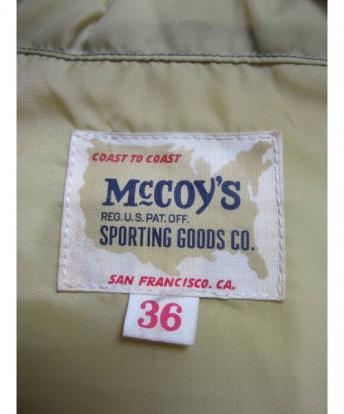 COAST TO COAST
McCOY'S
REG. U.S. PAT. OFF.
SPORTING GOODS CO.
SAN FRANCISCO. CA.
36